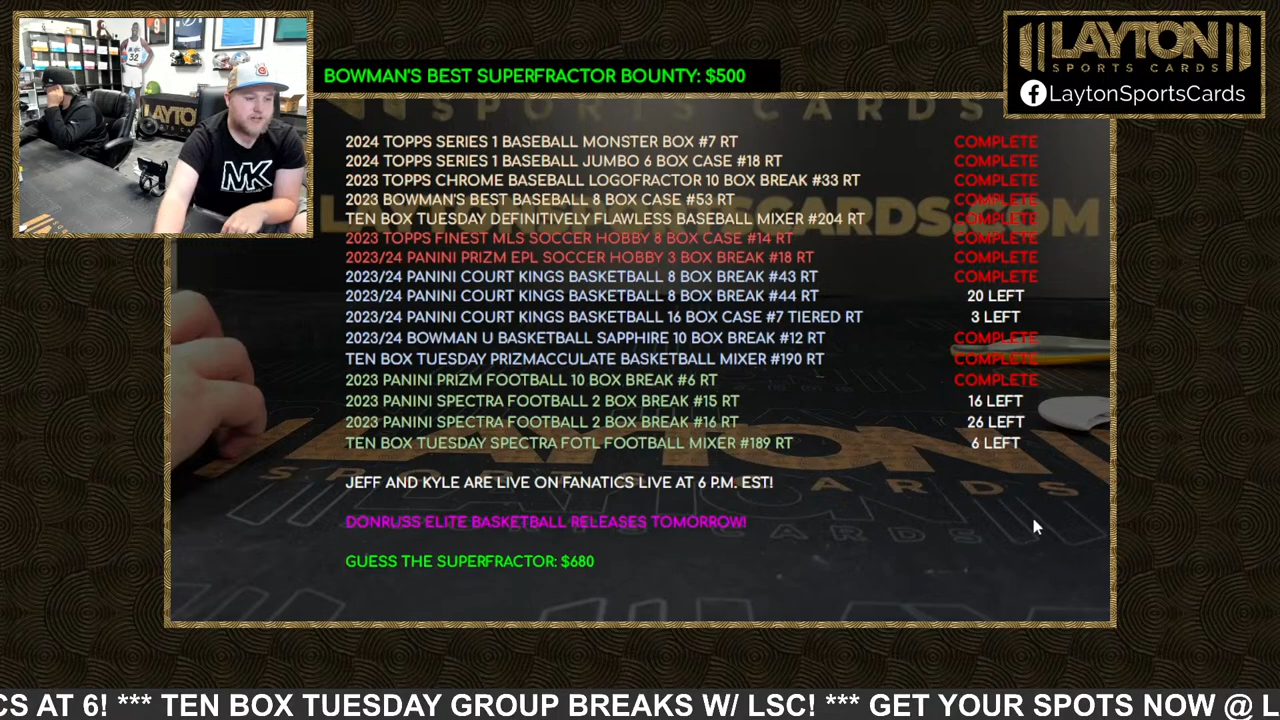 BOWMAN'S BEST SUPERFRACTOR BOUNTY: $500
LAYTON
SPORTS CARDS
LaytonSportsCards
SPORTS CARDS
2024 TOPPS SERIES 1 BASEBALL MONSTER BOX #7 RT COMPLETE
2024 TOPPS SERIES 1 BASEBALL JUMBO 6 BOX CASE #18 RT COMPLETE
2023 TOPPS CHROME BASEBALL LOGOFRACTOR 10 BOX BREAK #33 RT COMPLETE
2023 BOWMAN'S BEST BASEBALL 8 BOX CASE #53 RT COMPLETE
TEN BOX TUESDAY DEFINITIVELY FLAWLESS BASEBALL MIXER #204 RT COMPLETE
2023 TOPPS FINEST MLS SOCCER HOBBY 8 BOX CASE #14 RT COMPLETE
2023/24 PANINI PRIZM EPL SOCCER HOBBY 3 BOX BREAK #18 RT COMPLETE
2023/24 PANINI COURT KINGS BASKETBALL 8 BOX BREAK #43 RT COMPLETE
2023/24 PANINI COURT KINGS BASKETBALL 8 BOX BREAK #44 RT 20 LEFT
2023/24 PANINI COURT KINGS BASKETBALL 16 BOX CASE #7 TIERED RT 3 LEFT
2023/24 BOWMAN U BASKETBALL SAPPHIRE 10 BOX BREAK #12 RT COMPLETE
TEN BOX TUESDAY PRIZMACCULATE BASKETBALL MIXER #190 RT COMPLETE
2023 PANINI PRIZM FOOTBALL 10 BOX BREAK #6 RT COMPLETE
2023 PANINI SPECTRA FOOTBALL 2 BOX BREAK #15 RT 16 LEFT
2023 PANINI SPECTRA FOOTBALL 2 BOX BREAK #16 RT 26 LEFT
TEN BOX TUESDAY SPECTRA FOTL FOOTBALL MIXER #189 RT 6 LEFT
JEFF AND KYLE ARE LIVE ON FANATICS LIVE AT 6 P.M. EST!
DONRUSS ELITE BASKETBALL RELEASES TOMORROW!
GUESS THE SUPERFRACTOR: $680
CS AT 6! *** TEN BOX TUESDAY GROUP BREAKS W/ LSC! *** GET YOUR SPOTS NOW @ L